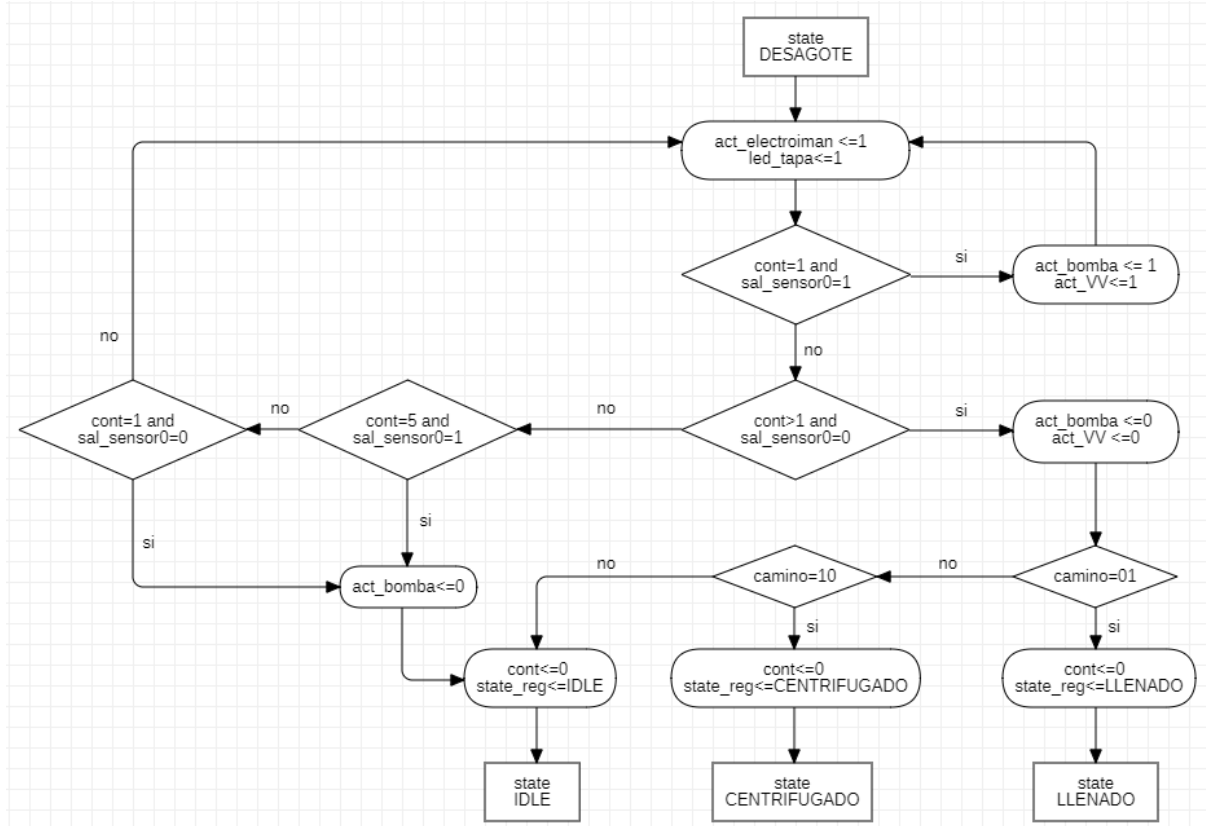 state
DESAGOTE
act_electroiman <=1
led_tapa<=1
cont=1 and
sal_sensor0=1
si
act_bomba <= 1
act_VV<=1
no
no
cont=1 and
sal_sensor0=0
no
cont=5 and
sal_sensor0=1
no
cont>1 and
sal_sensor0=0
si
act_bomba <=0
act_VV <=0
si
si
act_bomba<=0
no
camino=10
no
camino=01
si
si
cont<=0
state_reg<=IDLE
cont<=0
state_reg<=CENTRIFUGADO
cont<=0
state_reg<=LLENADO
state
IDLE
state
CENTRIFUGADO
state
LLENADO